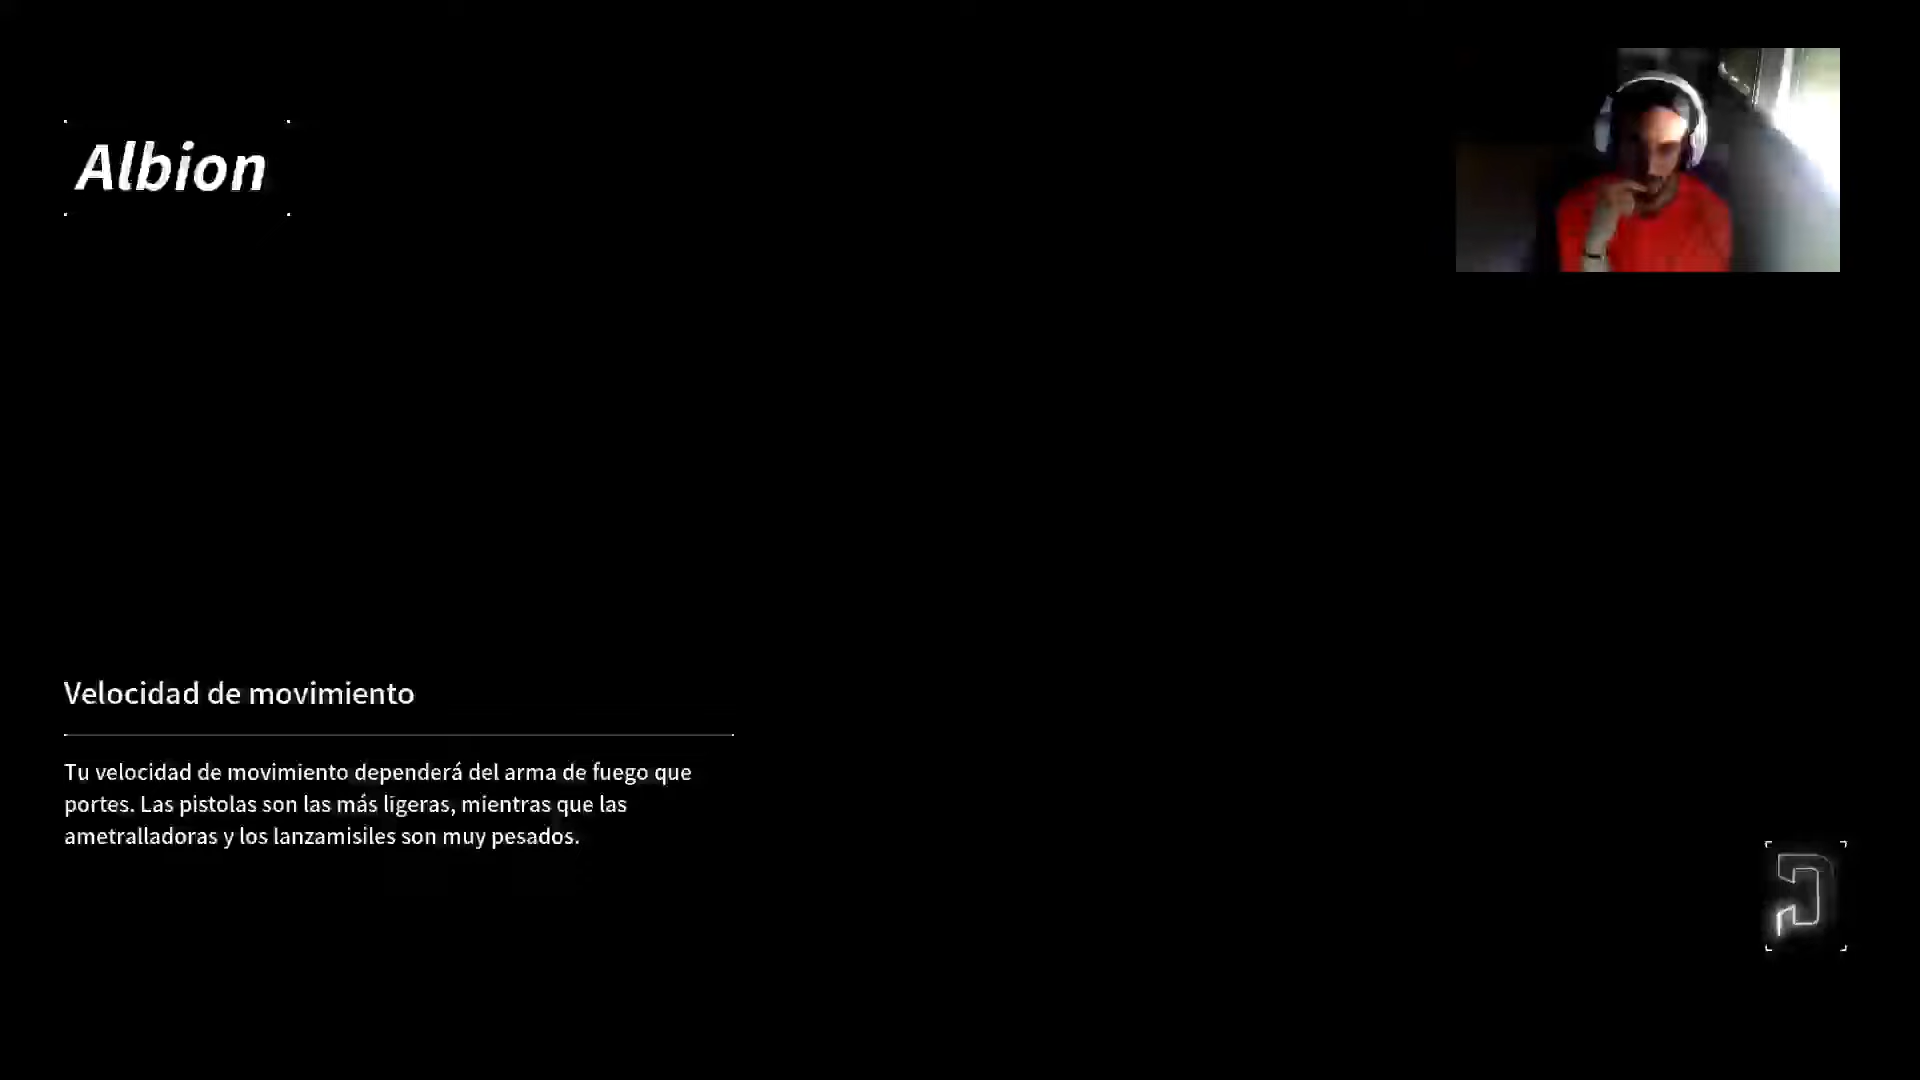 Albion
Velocidad de movimiento
Tu velocidad de movimiento dependerá del arma de fuego que
portes. Las pistolas son las más ligeras, mientras que las
ametralladoras y los lanzamisiles son muy pesados.